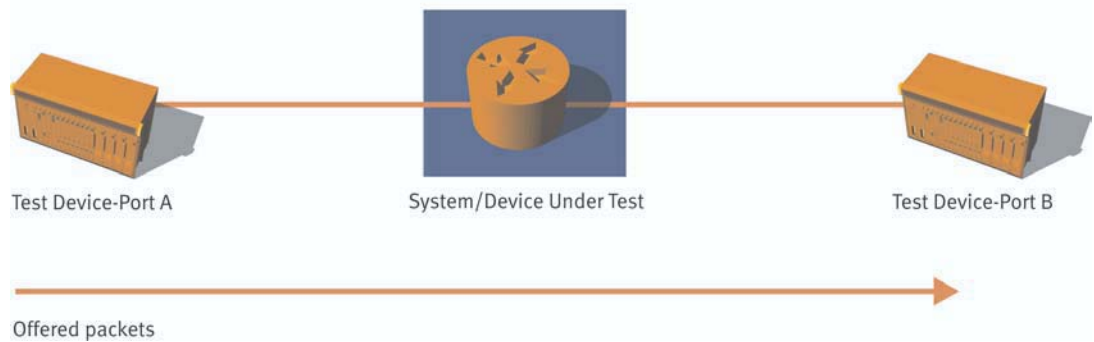 Test Device-Port A
System/Device Under Test
Test Device-Port B
Offered packets